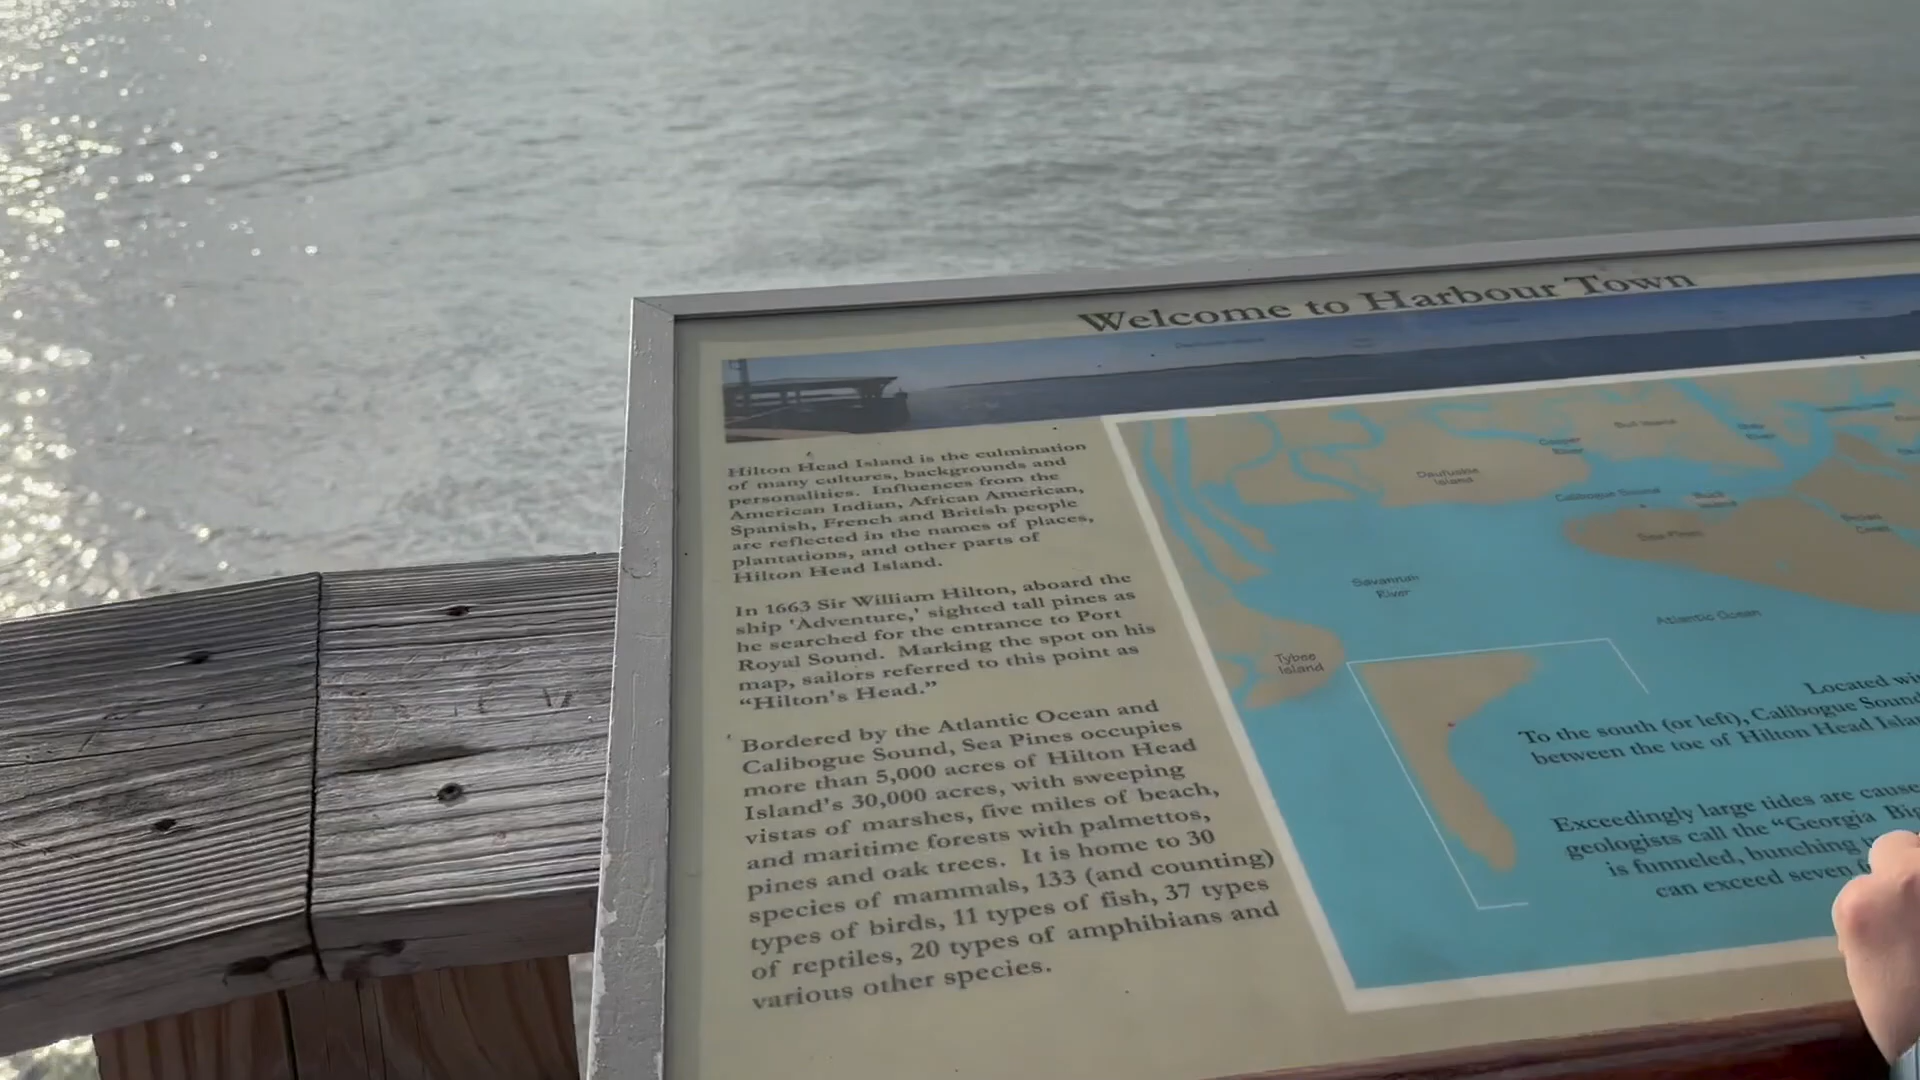 Welcome to Harbour Town
Hilton Head Island is the culmination
of many cultures, backgrounds and
personalities. Influences from the
American Indian, African American,
Spanish, French and British people
are reflected in the names of places,
plantations, and other parts of
Hilton Head Island.
In 1663 Sir William Hilton, aboard the
ship 'Adventure,' sighted tall pines as
he searched for the entrance to Port
Royal Sound. Marking the spot on his
map, sailors referred to this point as
“Hilton's Head.”
Bordered by the Atlantic Ocean and
Calibogue Sound, Sea Pines occupies
more than 5,000 acres of Hilton Head
Island's 30,000 acres, with sweeping
vistas of marshes, five miles of beach,
and maritime forests with palmettos,
pines and oak trees. It is home to 30
species of mammals, 133 (and counting)
types of birds, 11 types of fish, 37 types
of reptiles, 20 types of amphibians and
various other species.
Bull Island
Cooper
River
Daufuskie
Island
Calibogue Sound
Buck
Island
Sea Pines
Broad
Creek
Savannah
River
Atlantic Ocean
Tybee
Island
Located
To the south (or left), Calibogue Sound
between the toe of Hilton Head
Exceedingly large tides are
geologists call the “Georgia
is funneled, bunching
can exceed seven